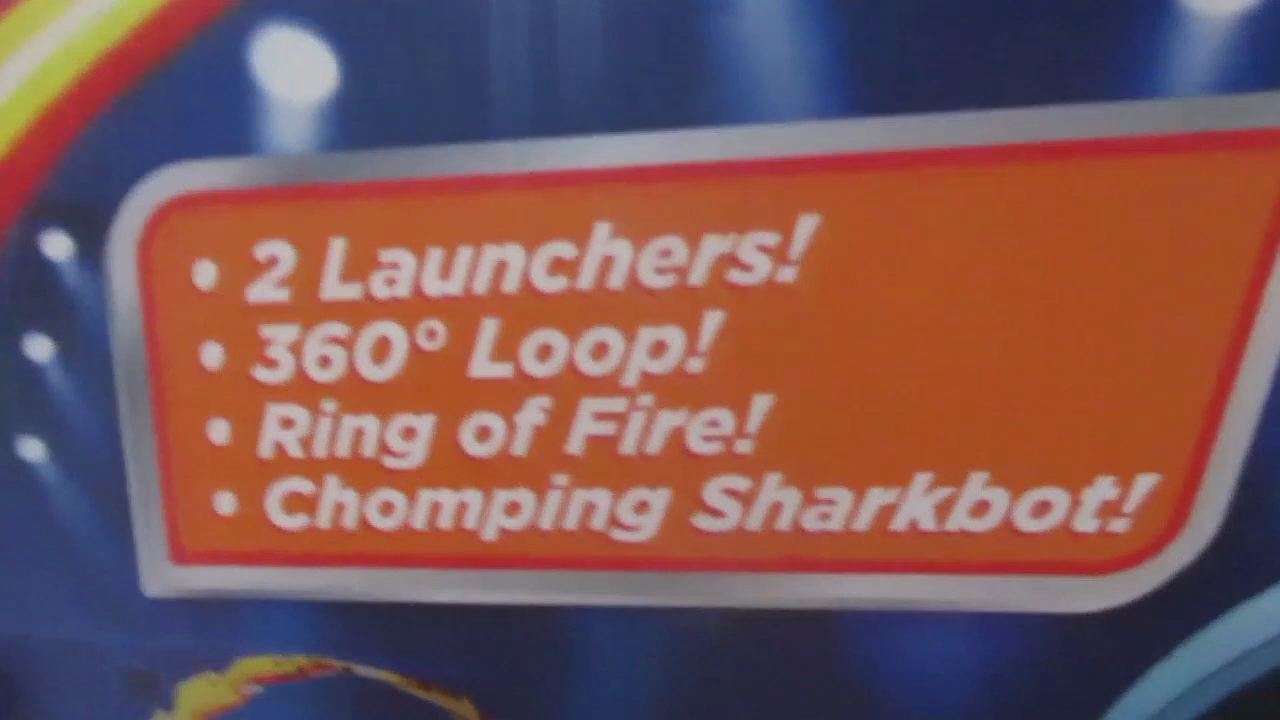 • 2 Launchers!
• 360° Loop!
• Ring of Fire!
• Chomping Sharkbot!